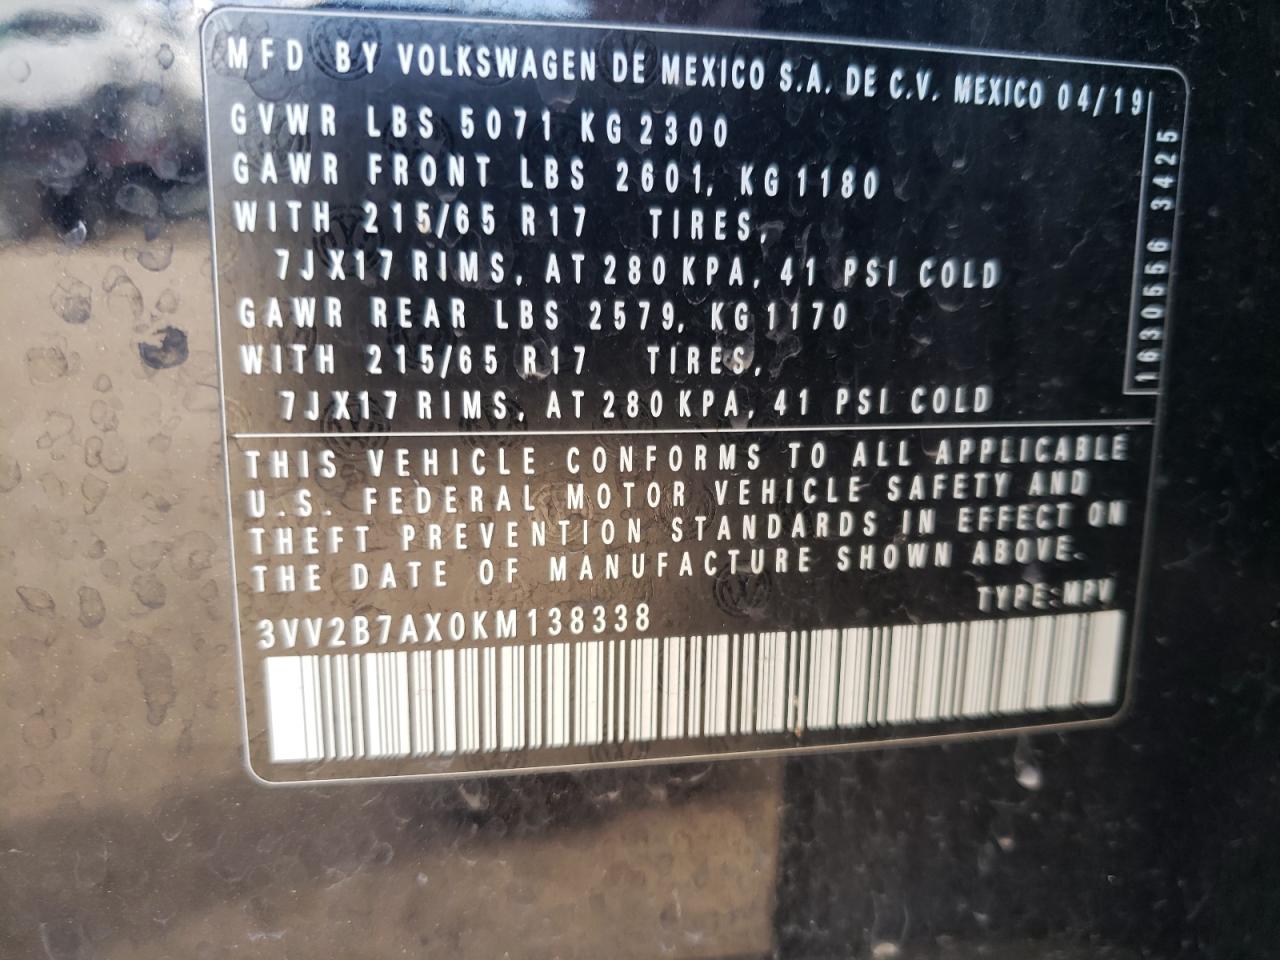 MFD BY VOLKSWAGEN DE MEXICO S.A. DE C.V. MEXICO 04/19
GVWR LBS 5071 KG 2300
GAWR FRONT LBS 2601, KG 1180
WITH 215/65 R17 TIRES,
7JX17 RIMS, AT 280 KPA, 41 PSI COLD
GAWR REAR LBS 2579, KG 1170
WITH 215/65 R17 TIRES,
7JX17 RIMS, AT 280 KPA, 41 PSI COLD
1630556 3425
THIS VEHICLE CONFORMS TO ALL APPLICABLE
U.S. FEDERAL MOTOR VEHICLE SAFETY AND
THEFT PREVENTION STANDARDS IN EFFECT ON
THE DATE OF MANUFACTURE SHOWN ABOVE.
TYPE:MPV
3VV2B7AX0KM138338